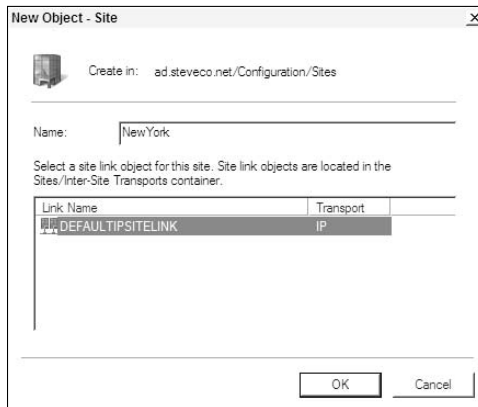 New Object - Site
Create in: ad.steveco.net/Configuration/Sites
Name: NewYork
Select a site link object for this site. Site link objects are located in the
Sites/Inter-Site Transports container.
Link Name Transport
DEFAULTIPSITELINK IP
OK Cancel